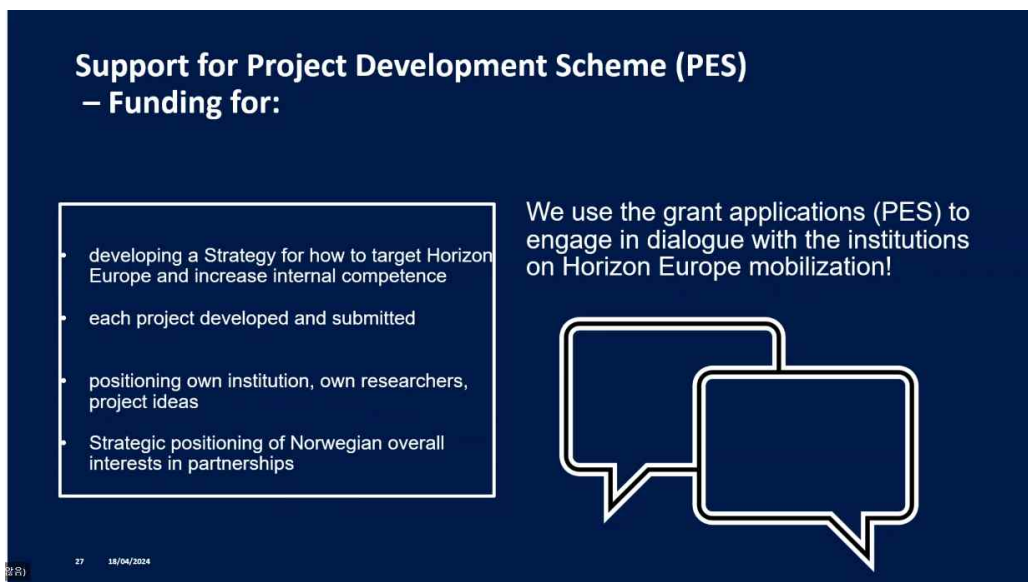 Support for Project Development Scheme (PES)
– Funding for:
• developing a Strategy for how to target Horizon
Europe and increase internal competence
• each project developed and submitted
• positioning own institution, own researchers,
project ideas
• Strategic positioning of Norwegian overall
interests in partnerships
We use the grant applications (PES) to
engage in dialogue with the institutions
on Horizon Europe mobilization!
27 18/04/2024
않음)